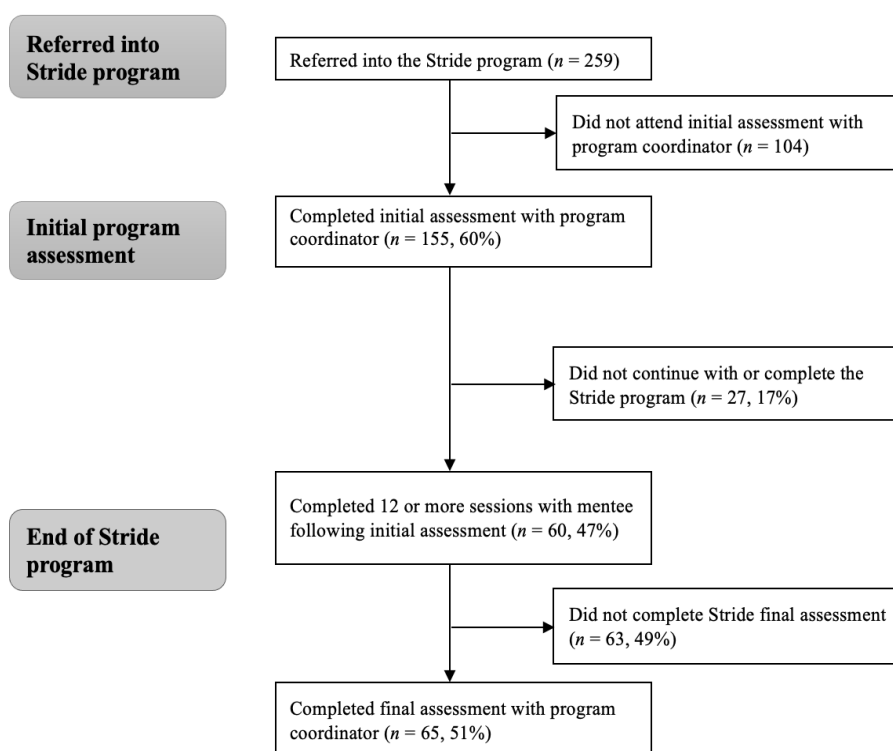 Referred into
Stride program
Referred into the Stride program (n = 259)
Did not attend initial assessment with
program coordinator (n = 104)
Initial program
assessment
Completed initial assessment with program
coordinator (n = 155, 60%)
Did not continue with or complete the
Stride program (n = 27, 17%)
End of Stride
program
Completed 12 or more sessions with mentee
following initial assessment (n = 60, 47%)
Did not complete Stride final assessment
(n = 63, 49%)
Completed final assessment with program
coordinator (n = 65, 51%)